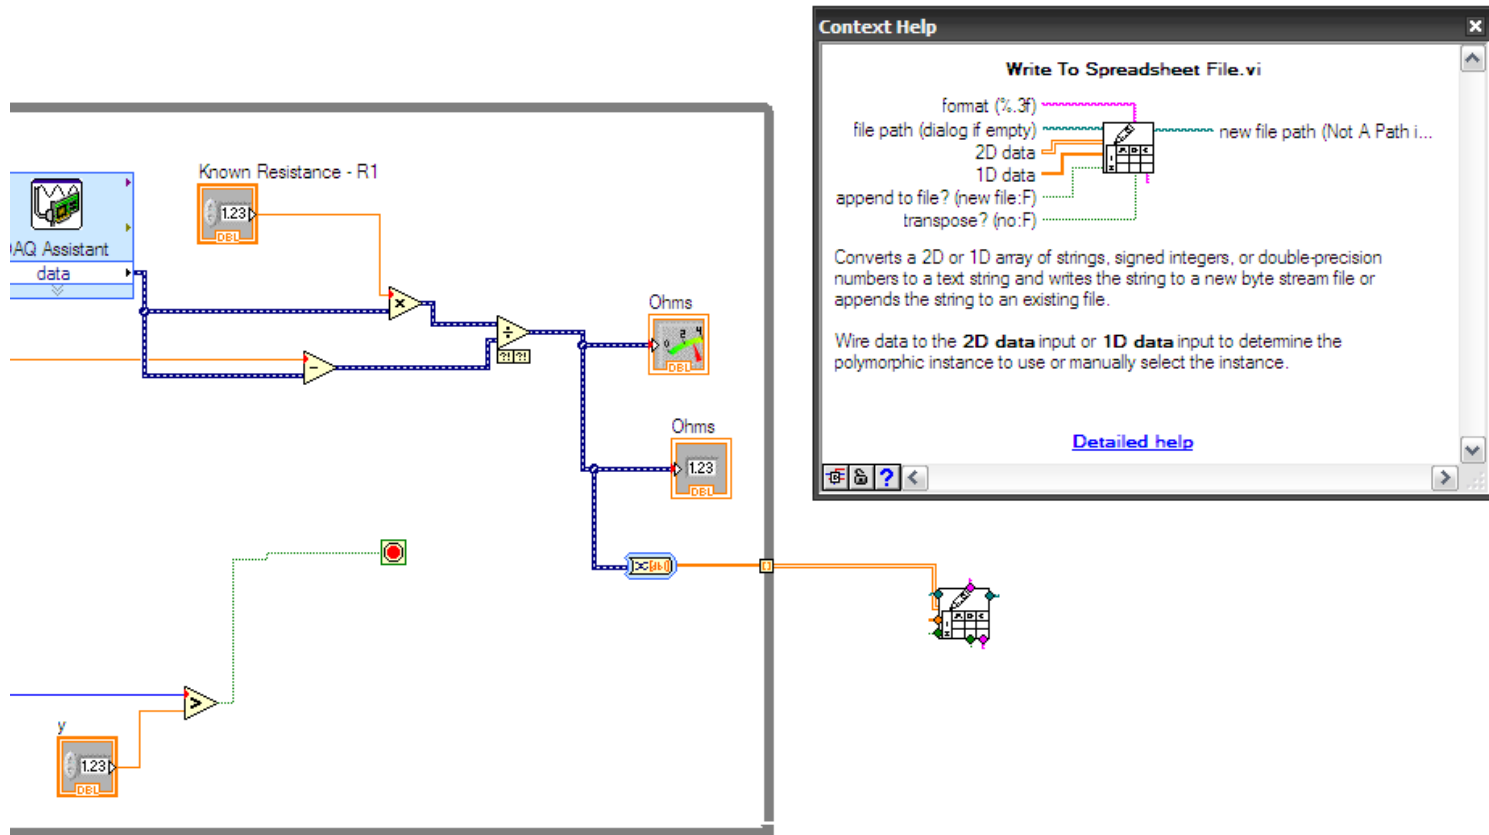 Context Help
Write To Spreadsheet File.vi
format (%.3f)
file path (dialog if empty)
new file path (Not A Path i...
2D data
1D data
append to file? (new file:F)
transpose? (no:F)
Converts a 2D or 1D array of strings, signed integers, or double-precision
numbers to a text string and writes the string to a new byte stream file or
appends the string to an existing file.
Wire data to the 2D data input or 1D data input to detemine the
polymorphic instance to use or manually select the instance.
Detailed help
?
Known Resistance - R1
1.23
DBL
AQ Assistant
data
×
÷
?! ?!
-
Ohms
0 2 4
DBL
Ohms
1.23
DBL
>
y
1.23
DBL